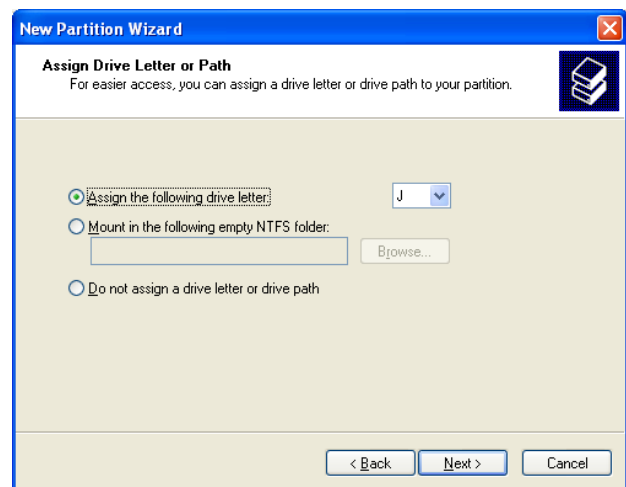 New Partition Wizard
Assign Drive Letter or Path
For easier access, you can assign a drive letter or drive path to your partition.
Assign the following drive letter: J
Mount in the following empty NTFS folder:
Browse...
Do not assign a drive letter or drive path
< Back Next > Cancel